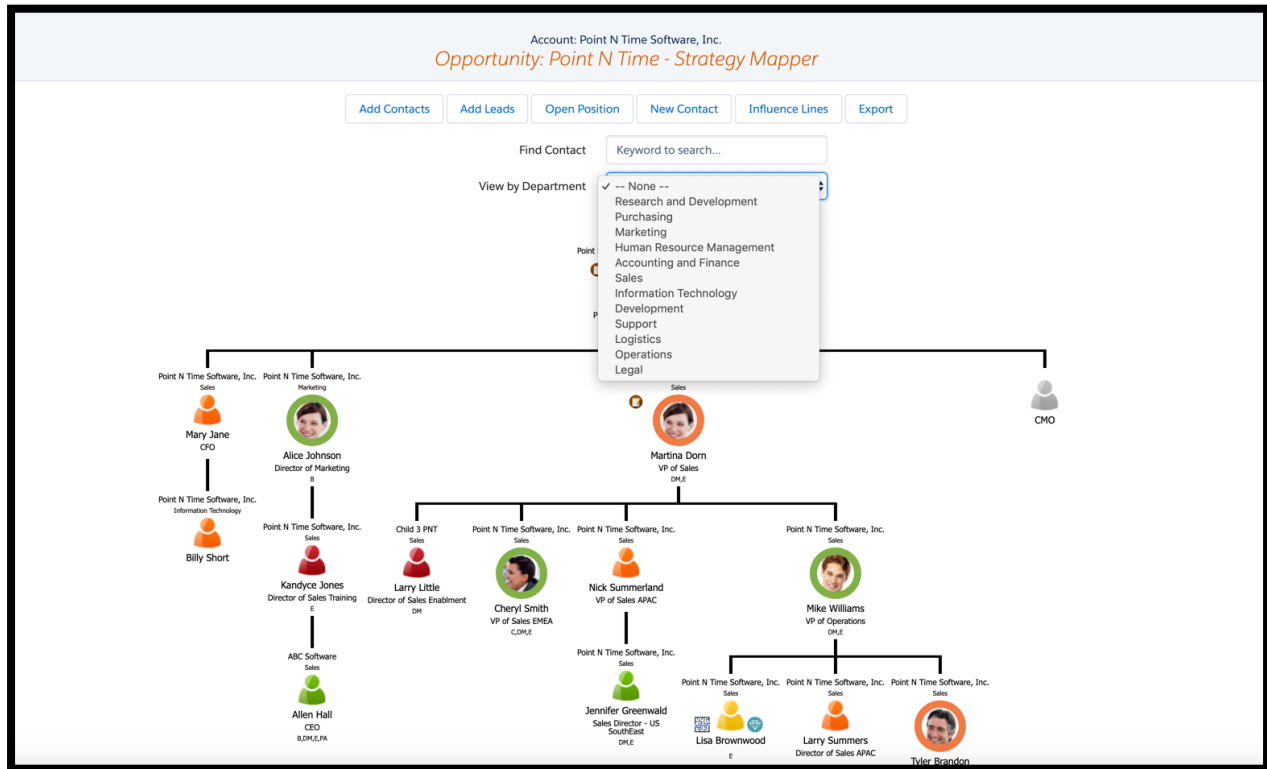 Account: Point N Time Software, Inc.
Opportunity: Point N Time - Strategy Mapper
Add Contacts
Add Leads
Open Position
New Contact
Influence Lines
Export
Find Contact
Keyword to search...
View by Department
✓ -- None --
Research and Development
Purchasing
Marketing
Human Resource Management
Accounting and Finance
Sales
Information Technology
Development
Support
Logistics
Operations
Legal
Point
Point N Time Software, Inc.
Sales
Mary Jane
CFO
Point N Time Software, Inc.
Marketing
Alice Johnson
Director of Marketing
B
Sales
Martina Dorn
VP of Sales
DM,E
CMO
Point N Time Software, Inc.
Information Technology
Billy Short
Point N Time Software, Inc.
Sales
Kandyce Jones
Director of Sales Training
E
Child 3 PNT
Sales
Larry Little
Director of Sales Enablment
DM
Point N Time Software, Inc.
Sales
Cheryl Smith
VP of Sales EMEA
C,DM,E
Point N Time Software, Inc.
Sales
Nick Summerland
VP of Sales APAC
Point N Time Software, Inc.
Sales
Mike Williams
VP of Operations
DM,E
ABC Software
Sales
Allen Hall
CEO
B,DM,E,PA
Point N Time Software, Inc.
Sales
Jennifer Greenwald
Sales Director - US
SouthEast
DM,E
Point N Time Software, Inc.
Sales
Lisa Brownwood
E
Point N Time Software, Inc.
Sales
Larry Summers
Director of Sales APAC
Point N Time Software, Inc.
Sales
Tyler Brandon